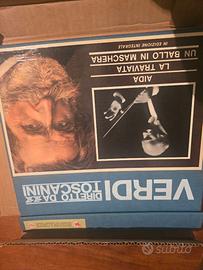 AIDA
LA TRAVIATA
UN BALLO IN MASCHERA
IN EDIZIONE INTEGRALE
VERDI
DIRETTO DA
TOSCANINI
subito